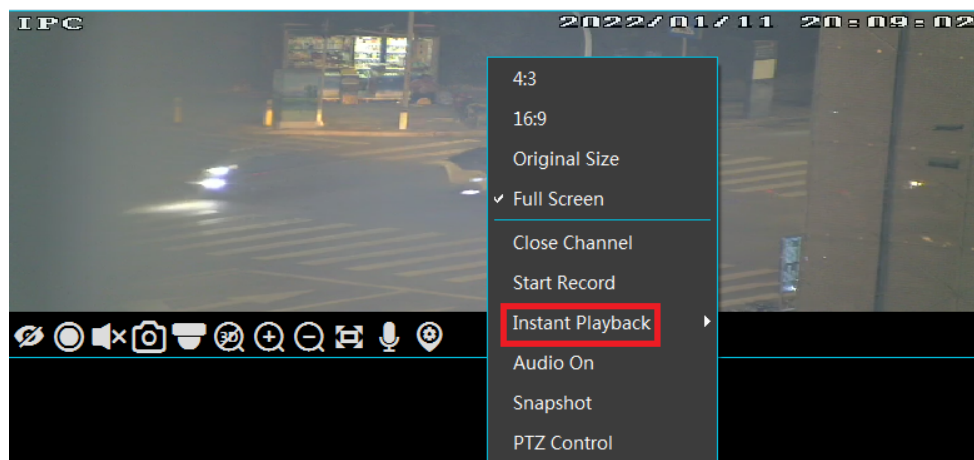 IPC
2022/01/11 20:09:02
4:3
16:9
Original Size
Full Screen
Close Channel
Start Record
Instant Playback
3D
Audio On
Snapshot
PTZ Control